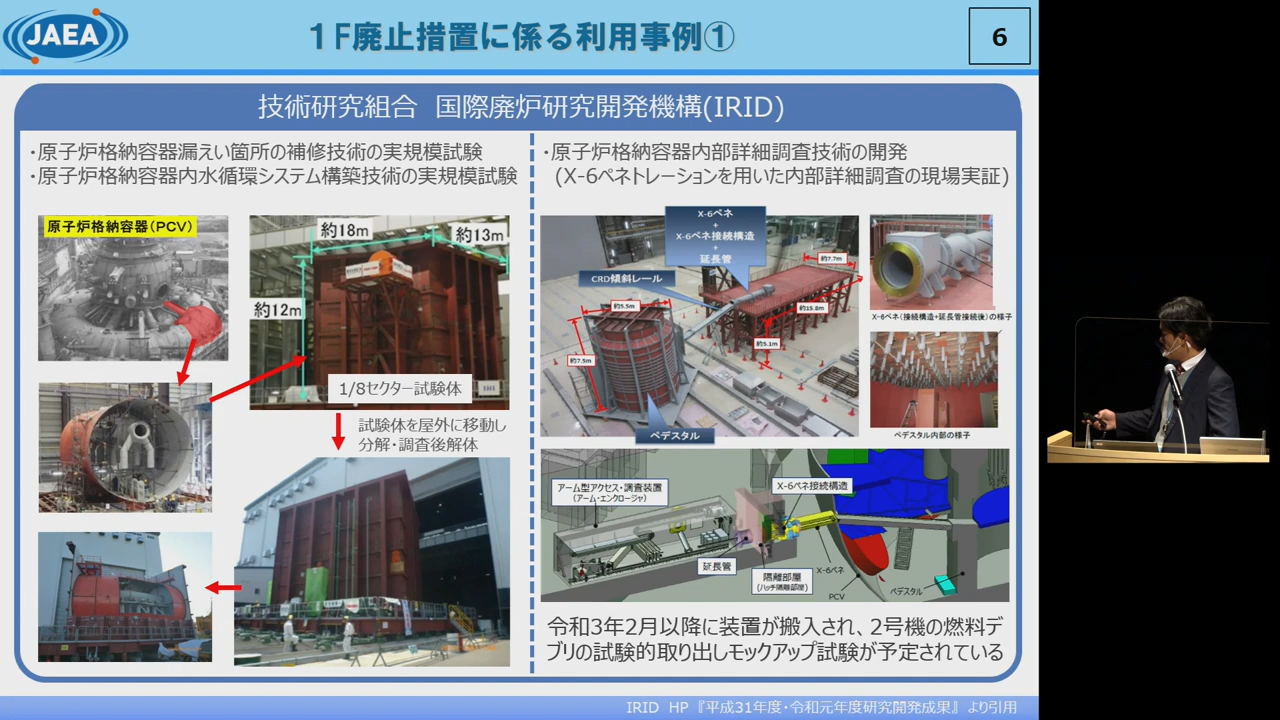 JAEA
１F廃止措置に係る利用事例①
6
技術研究組合　国際廃炉研究開発機構(IRID)
・原子炉格納容器漏えい箇所の補修技術の実規模試験
・原子炉格納容器内水循環システム構築技術の実規模試験
原子炉格納容器（PCV）
約18m
約13m
約12m
1/8セクター試験体
試験体を屋外に移動し
分解・調査後解体
・原子炉格納容器内部詳細調査技術の開発
(X-6ペネトレーションを用いた内部詳細調査の現場実証)
X-6ペネ
+
X-6ペネ接続構造
+
延長管
CRD傾斜レール
約5.5m
約7.5m
約7.7m
約15.8m
約5.1m
ペデスタル
X-6ペネ(接続構造+延長管接続後)の様子
ペデスタル内部の様子
アーム型アクセス・調査装置
(アーム・エンクロージャ)
X-6ペネ接続構造
延長管
隔離部屋
(ハッチ隔離部屋)
X-6ペネ
PCV
ペデスタル
令和3年2月以降に装置が搬入され、2号機の燃料デ
ブリの試験的取り出しモックアップ試験が予定されている
IRID　HP『平成31年度・令和元年度研究開発成果』より引用